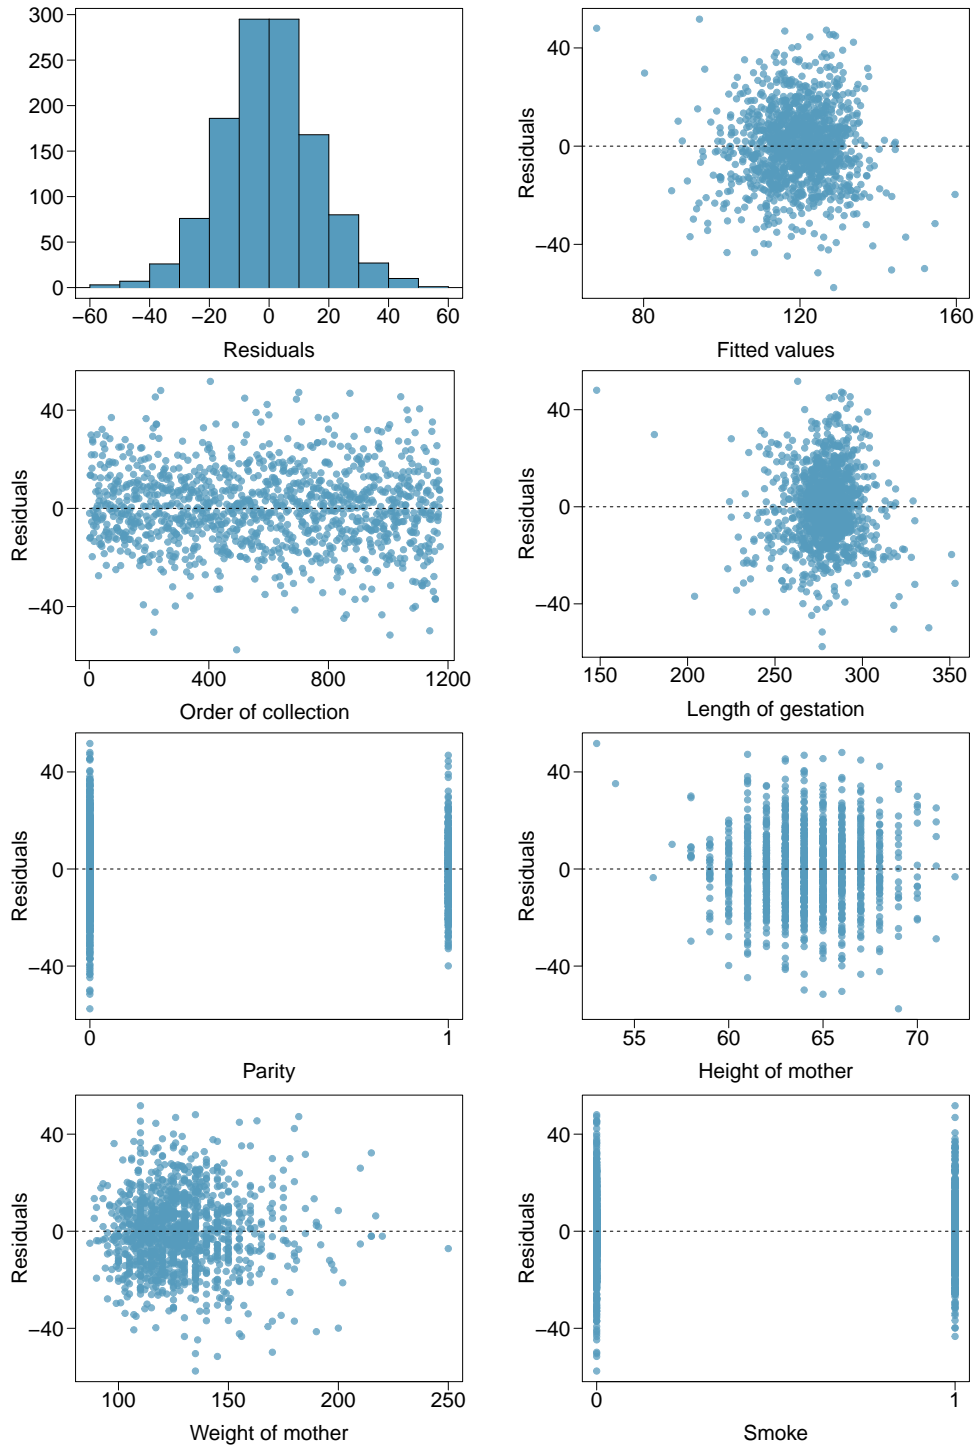 300
250
200
150
100
50
0
Residuals
−60 −40 −20 0 20 40 60
40
0
−40
Residuals
80 120 160
Fitted values
40
0
−40
Residuals
0 400 800 1200
Order of collection
40
0
−40
Residuals
150 200 250 300 350
Length of gestation
40
0
−40
Residuals
0 1
Parity
40
0
−40
Residuals
55 60 65 70
Height of mother
40
0
−40
Residuals
100 150 200 250
Weight of mother
40
0
−40
Residuals
0 1
Smoke